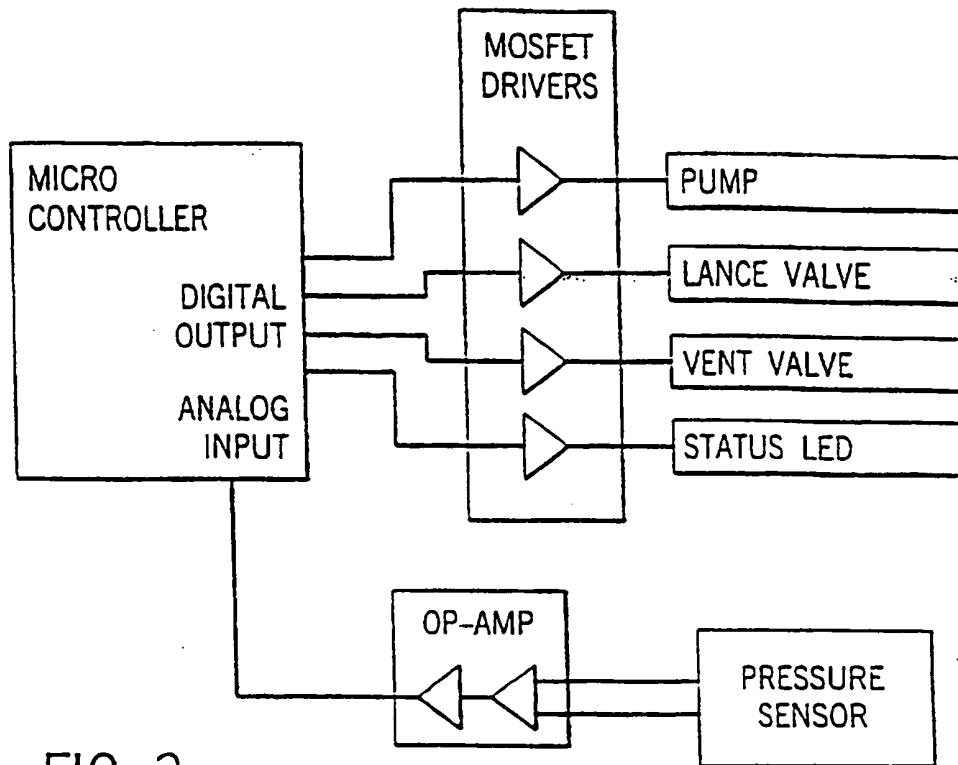 MOSFET
DRIVERS
MICRO
CONTROLLER
DIGITAL
OUTPUT
ANALOG
INPUT
PUMP
LANCE VALVE
VENT VALVE
STATUS LED
OP-AMP
PRESSURE
SENSOR